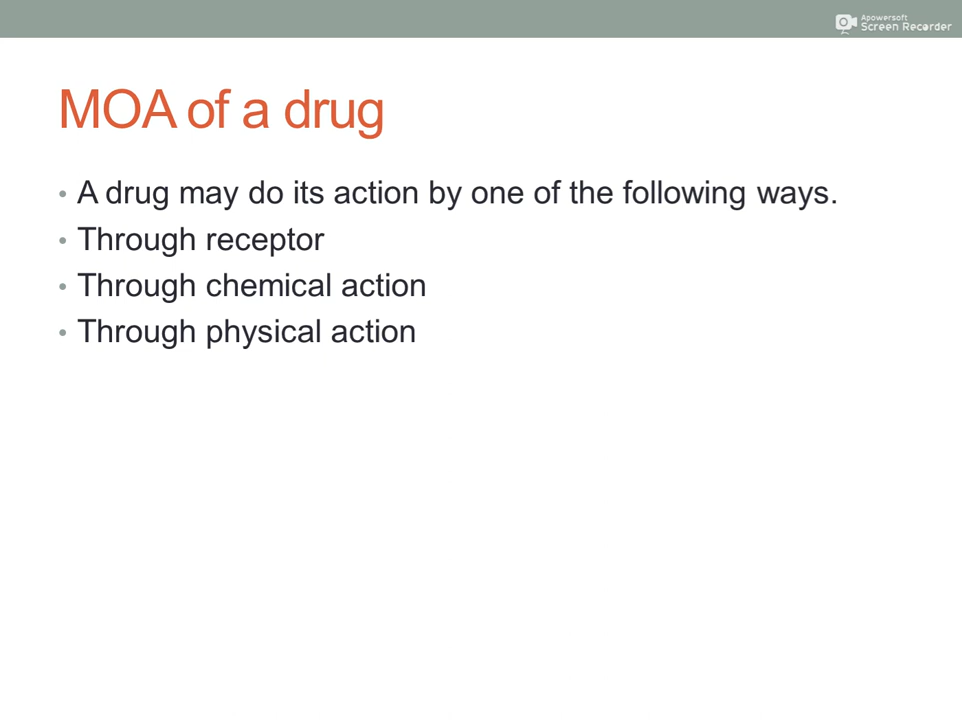 Apowersoft
Screen Recorder
MOA of a drug
• A drug may do its action by one of the following ways.
• Through receptor
• Through chemical action
• Through physical action